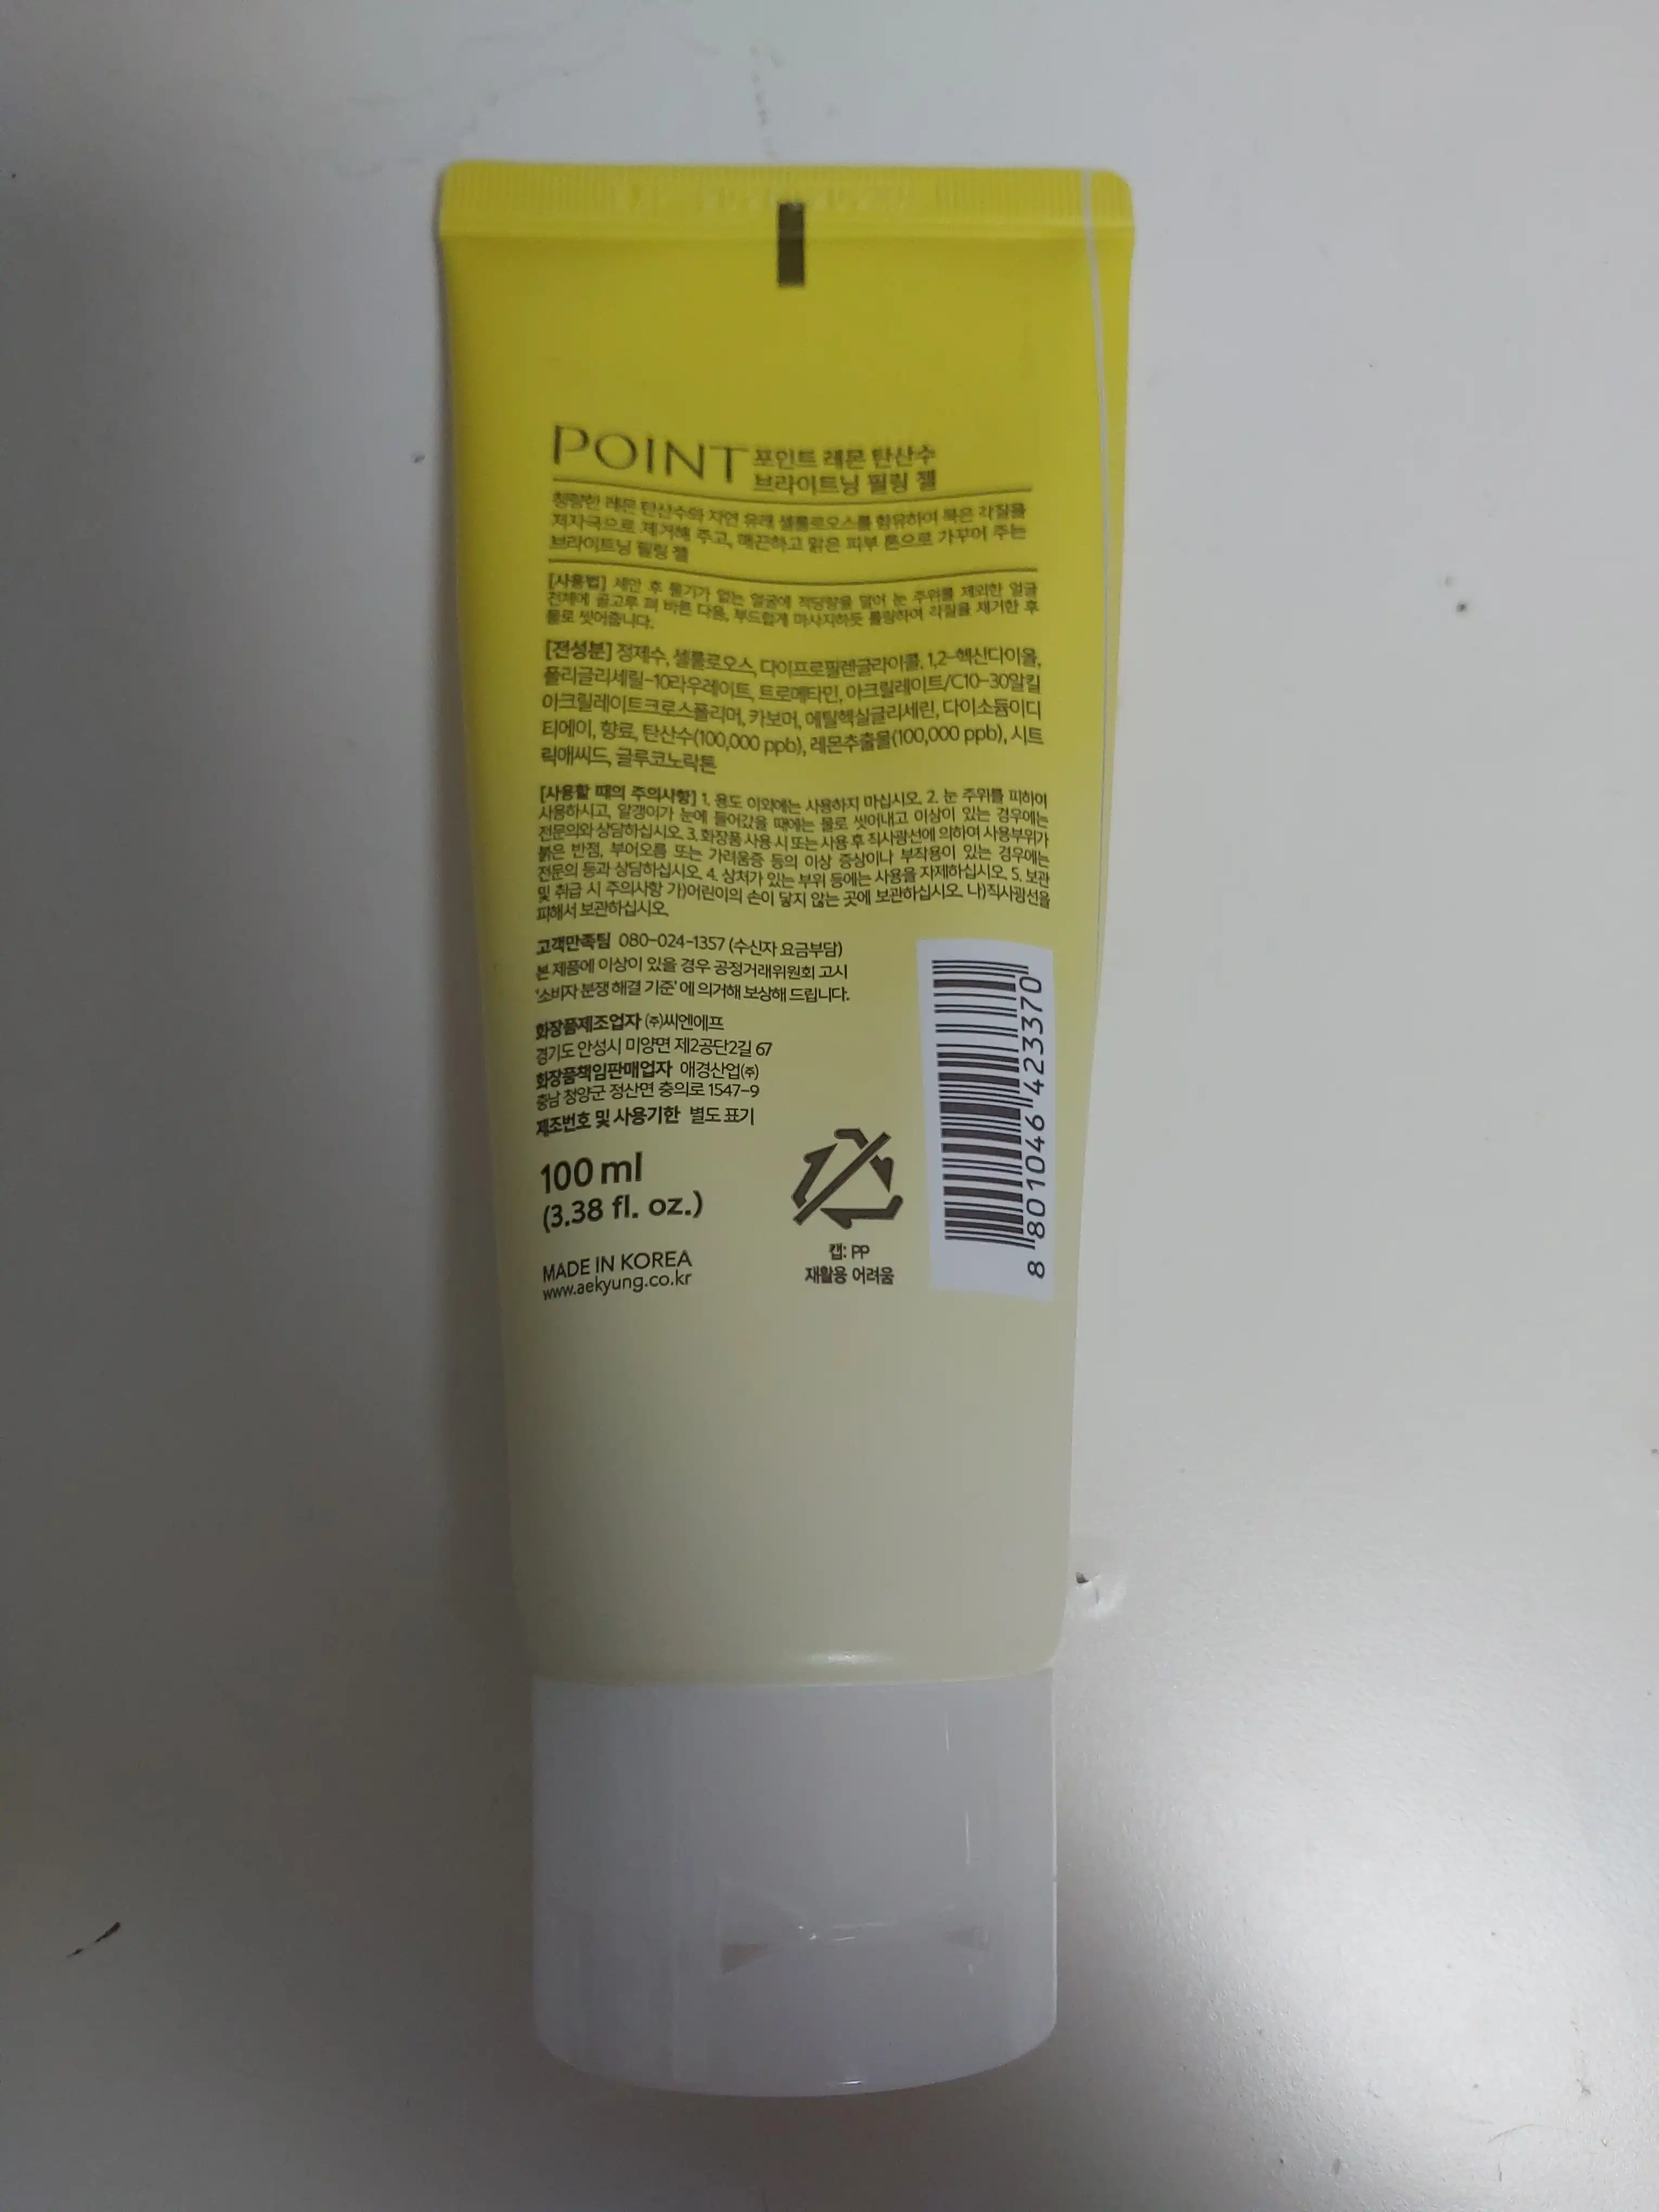 POINT 포인트 레몬 탄산수
브라이트닝 필링 젤
청량한 레몬 탄산수와 자연 유래 셀룰로오스를 함유하여 묵은 각질을
저자극으로 제거해 주고, 매끈하고 맑은 피부 톤으로 가꾸어 주는
브라이트닝 필링 젤
[사용법] 세안 후 물기가 없는 얼굴에 적당량을 덜어 눈 주위를 제외한 얼굴
전체에 골고루 펴 바른 다음, 부드럽게 마사지하듯 롤링하여 각질을 제거한 후
물로 씻어줍니다.
[전성분] 정제수, 셀룰로오스, 다이프로필렌글라이콜, 1,2-헥산다이올,
폴리글리세릴-10라우레이트, 트로메타민, 아크릴레이트/C10-30알킬
아크릴레이트크로스폴리머, 카보머, 에틸헥실글리세린, 다이소듐이디
티에이, 향료, 탄산수(100,000 ppb), 레몬추출물(100,000 ppb), 시트
릭애씨드, 글루코노락톤
[사용할 때의 주의사항] 1. 용도 이외에는 사용하지 마십시오. 2. 눈 주위를 피하여
사용하시고, 알갱이가 눈에 들어갔을 때에는 물로 씻어내고 이상이 있는 경우에는
전문의와 상담하십시오. 3. 화장품 사용 시 또는 사용 후 직사광선에 의하여 사용부위가
붉은 반점, 부어오름 또는 가려움증 등의 이상 증상이나 부작용이 있는 경우에는
전문의 등과 상담하십시오. 4. 상처가 있는 부위 등에는 사용을 자제하십시오. 5. 보관
및 취급 시 주의사항 가)어린이의 손이 닿지 않는 곳에 보관하십시오. 나)직사광선을
피해서 보관하십시오.
고객만족팀 080-024-1357 (수신자 요금부담)
본 제품에 이상이 있을 경우 공정거래위원회 고시
'소비자 분쟁 해결 기준' 에 의거해 보상해 드립니다.
화장품제조업자 (주)씨엔에프
경기도 안성시 미양면 제2공단2길 67
화장품책임판매업자 애경산업(주)
충남 청양군 정산면 충의로 1547-9
제조번호 및 사용기한 별도 표기
100 ml
(3.38 fl. oz.)
MADE IN KOREA
www.aekyung.co.kr
캡: PP
재활용 어려움
8 801046 423370